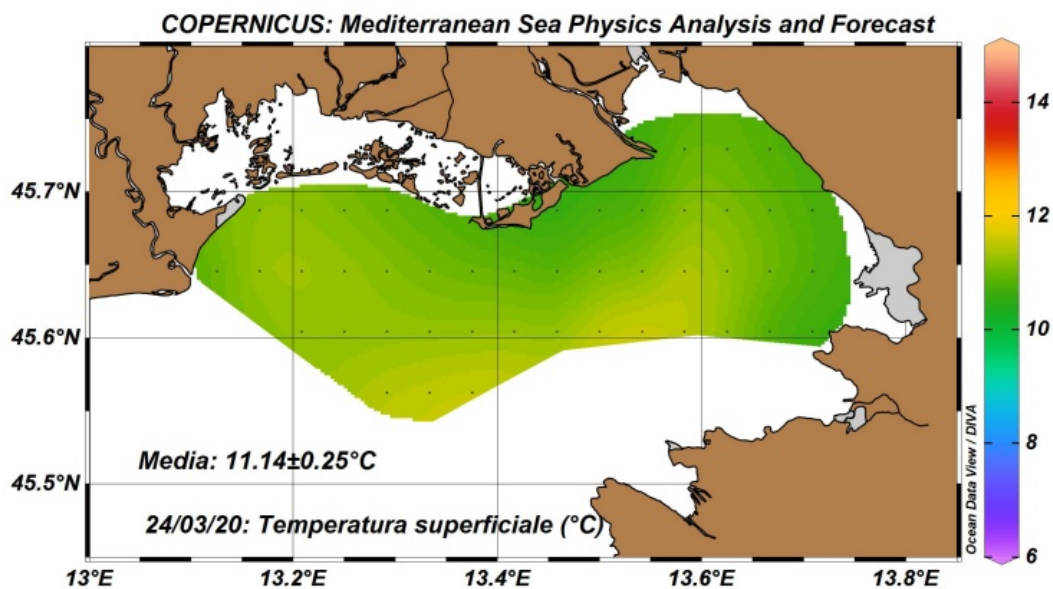 COPERNICUS: Mediterranean Sea Physics Analysis and Forecast
45.7°N
45.6°N
45.5°N
Media: 11.14±0.25°C
24/03/20: Temperatura superficiale (°C)
13°E
13.2°E
13.4°E
13.6°E
13.8°E
Ocean Data View / DIVA
14
12
10
8
6